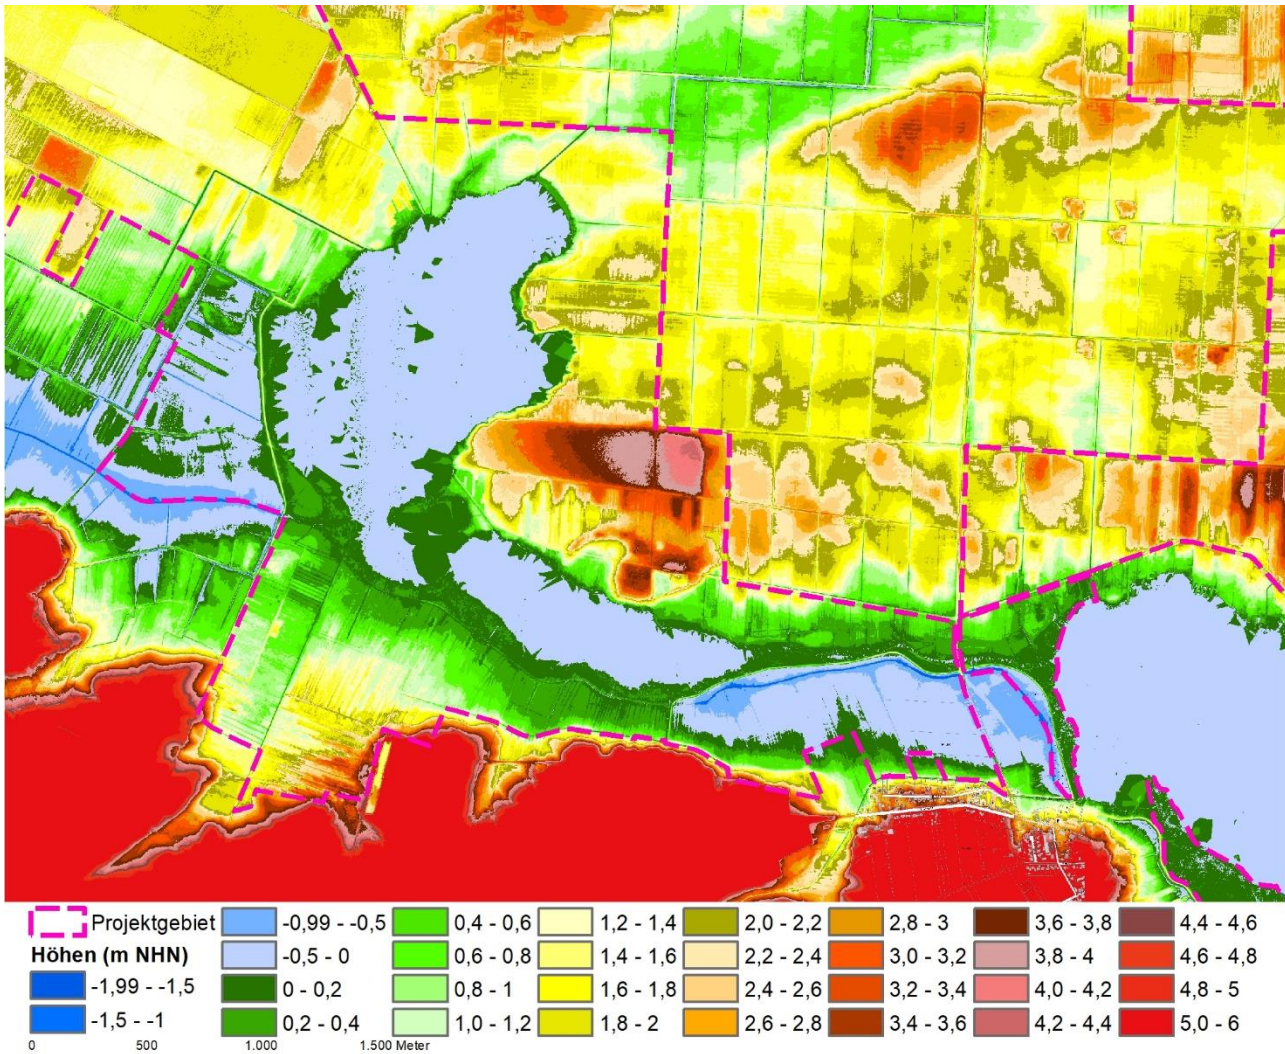 Projektgebiet
Höhen (m NHN)
-1,99 - -1,5
-1,5 - -1
-0,99 - -0,5
-0,5 - 0
0 - 0,2
0,2 - 0,4
0,4 - 0,6
0,6 - 0,8
0,8 - 1
1,0 - 1,2
1,2 - 1,4
1,4 - 1,6
1,6 - 1,8
1,8 - 2
2,0 - 2,2
2,2 - 2,4
2,4 - 2,6
2,6 - 2,8
2,8 - 3
3,0 - 3,2
3,2 - 3,4
3,4 - 3,6
3,6 - 3,8
3,8 - 4
4,0 - 4,2
4,2 - 4,4
4,4 - 4,6
4,6 - 4,8
4,8 - 5
5,0 - 6
0 500 1.000 1.500 Meter